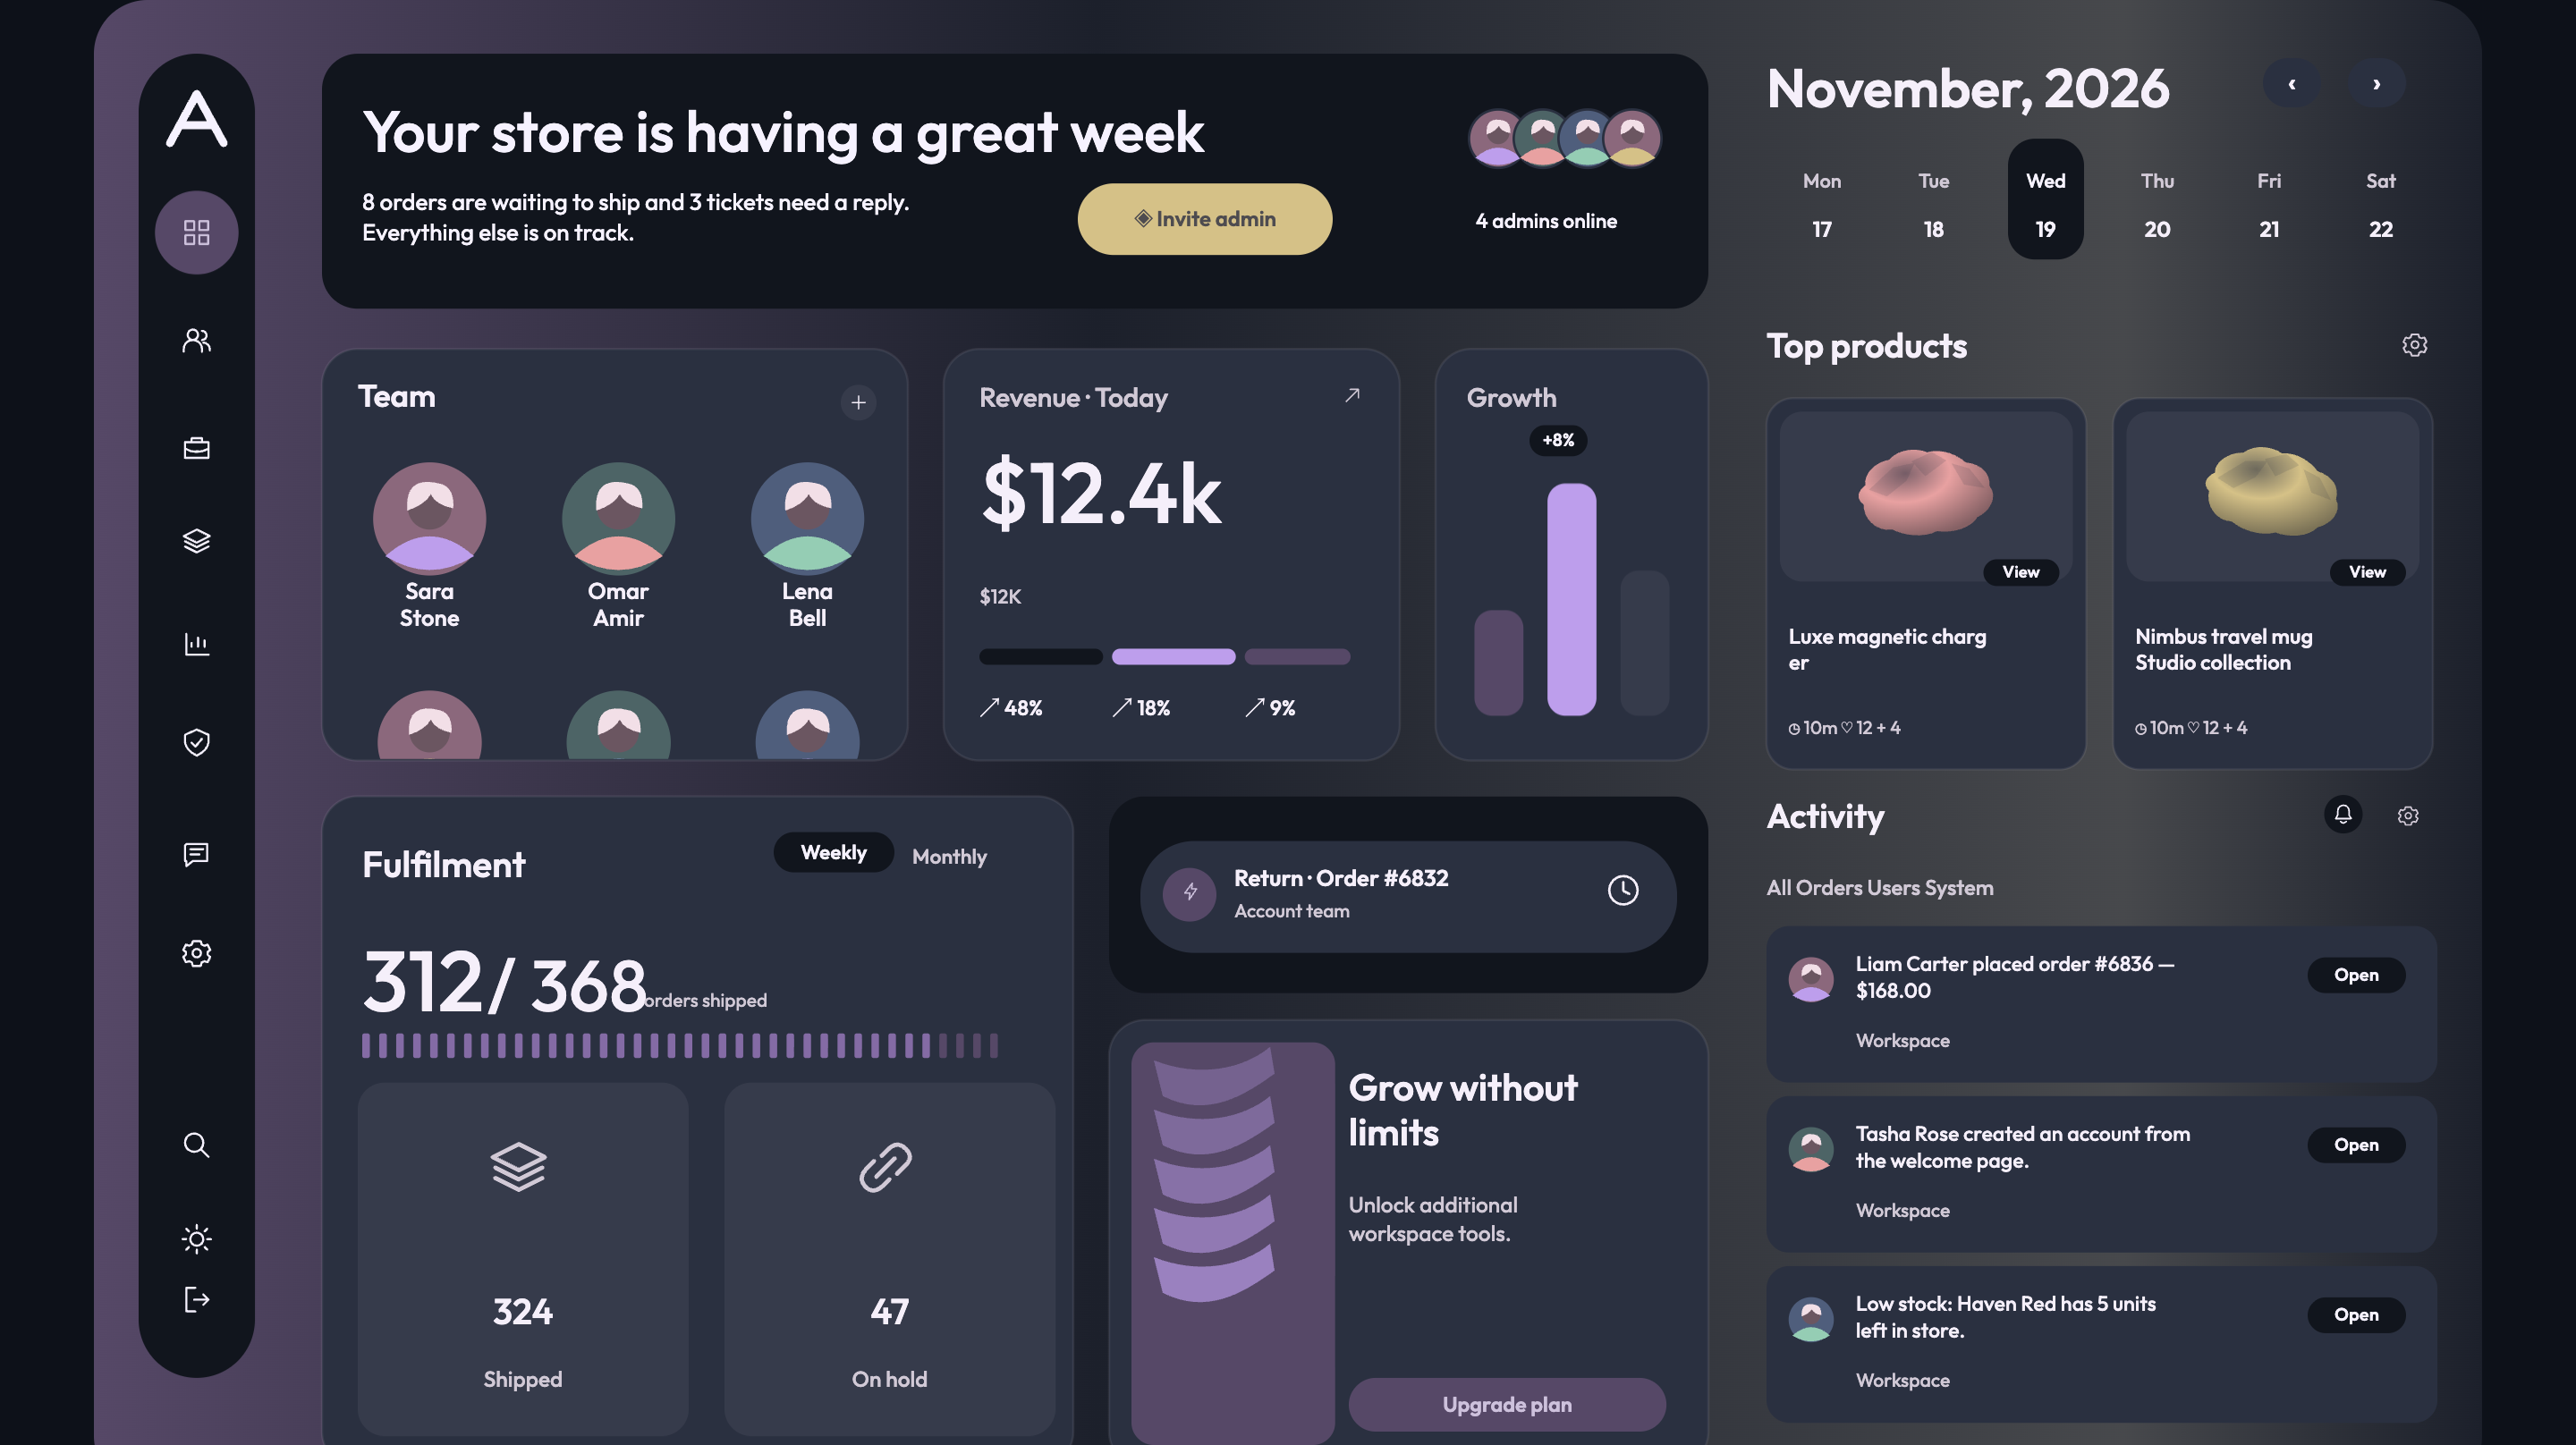 Your store is having a great week
8 orders are waiting to ship and 3 tickets need a reply.
Everything else is on track.
◈ Invite admin
4 admins online
November, 2026
‹ ›
Mon Tue Wed Thu Fri Sat
17 18 19 20 21 22
Team
+
Sara
Stone
Omar
Amir
Lena
Bell
Revenue · Today
$12.4k
$12K
48% 18% 9%
Growth
+8%
Top products
View
Luxe magnetic charg
er
◷ 10m ♡ 12 + 4
View
Nimbus travel mug
Studio collection
◷ 10m ♡ 12 + 4
Fulfilment
Weekly Monthly
312/ 368 orders shipped
324
Shipped
47
On hold
Return · Order #6832
Account team
Grow without
limits
Unlock additional
workspace tools.
Upgrade plan
Activity
All Orders Users System
Liam Carter placed order #6836 —
$168.00
Workspace
Open
Tasha Rose created an account from
the welcome page.
Workspace
Open
Low stock: Haven Red has 5 units
left in store.
Workspace
Open